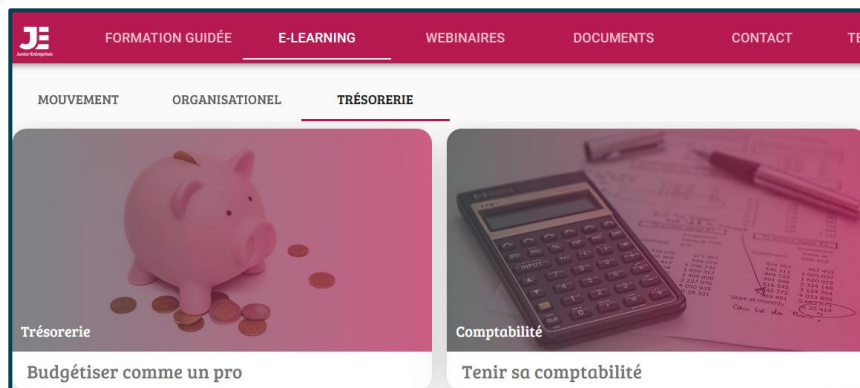 JE
Junior-Entreprises
FORMATION GUIDÉE
E-LEARNING
WEBINAIRES
DOCUMENTS
CONTACT
MOUVEMENT
ORGANISATIONEL
TRÉSORERIE
Trésorerie
Budgétiser comme un pro
INPUT
Comptabilité
Tenir sa comptabilité